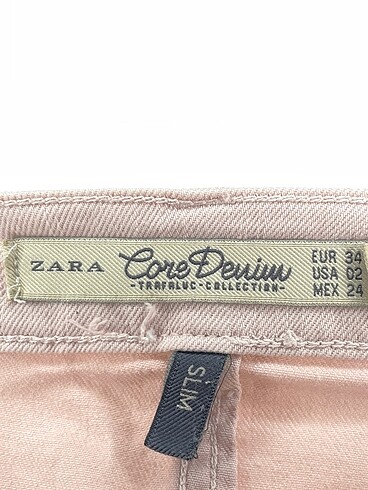 ZARA
Core Denim
-TRAFALUC-COLLECTION-
EUR 34
USA 02
MEX 24
SLIM